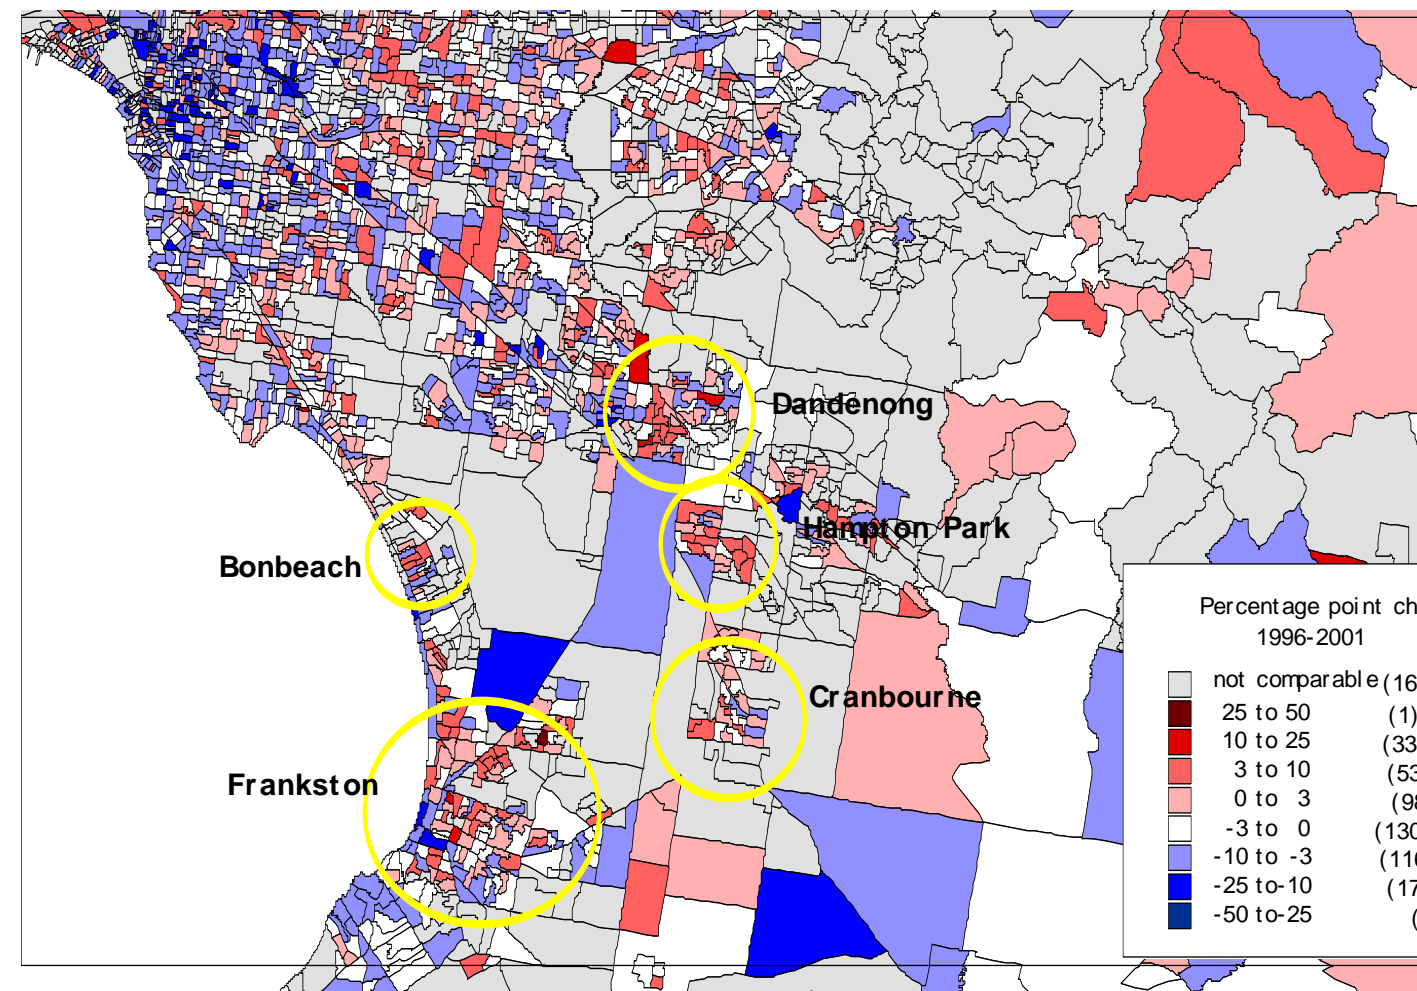 Dandenong
Hampton Park
Bonbeach
Cranbourne
Frankston
Percentage point ch
1996-2001
not comparable (16
25 to 50 (1)
10 to 25 (33
3 to 10 (53
0 to 3 (98
-3 to 0 (130
-10 to -3 (116
-25 to-10 (17
-50 to-25 (